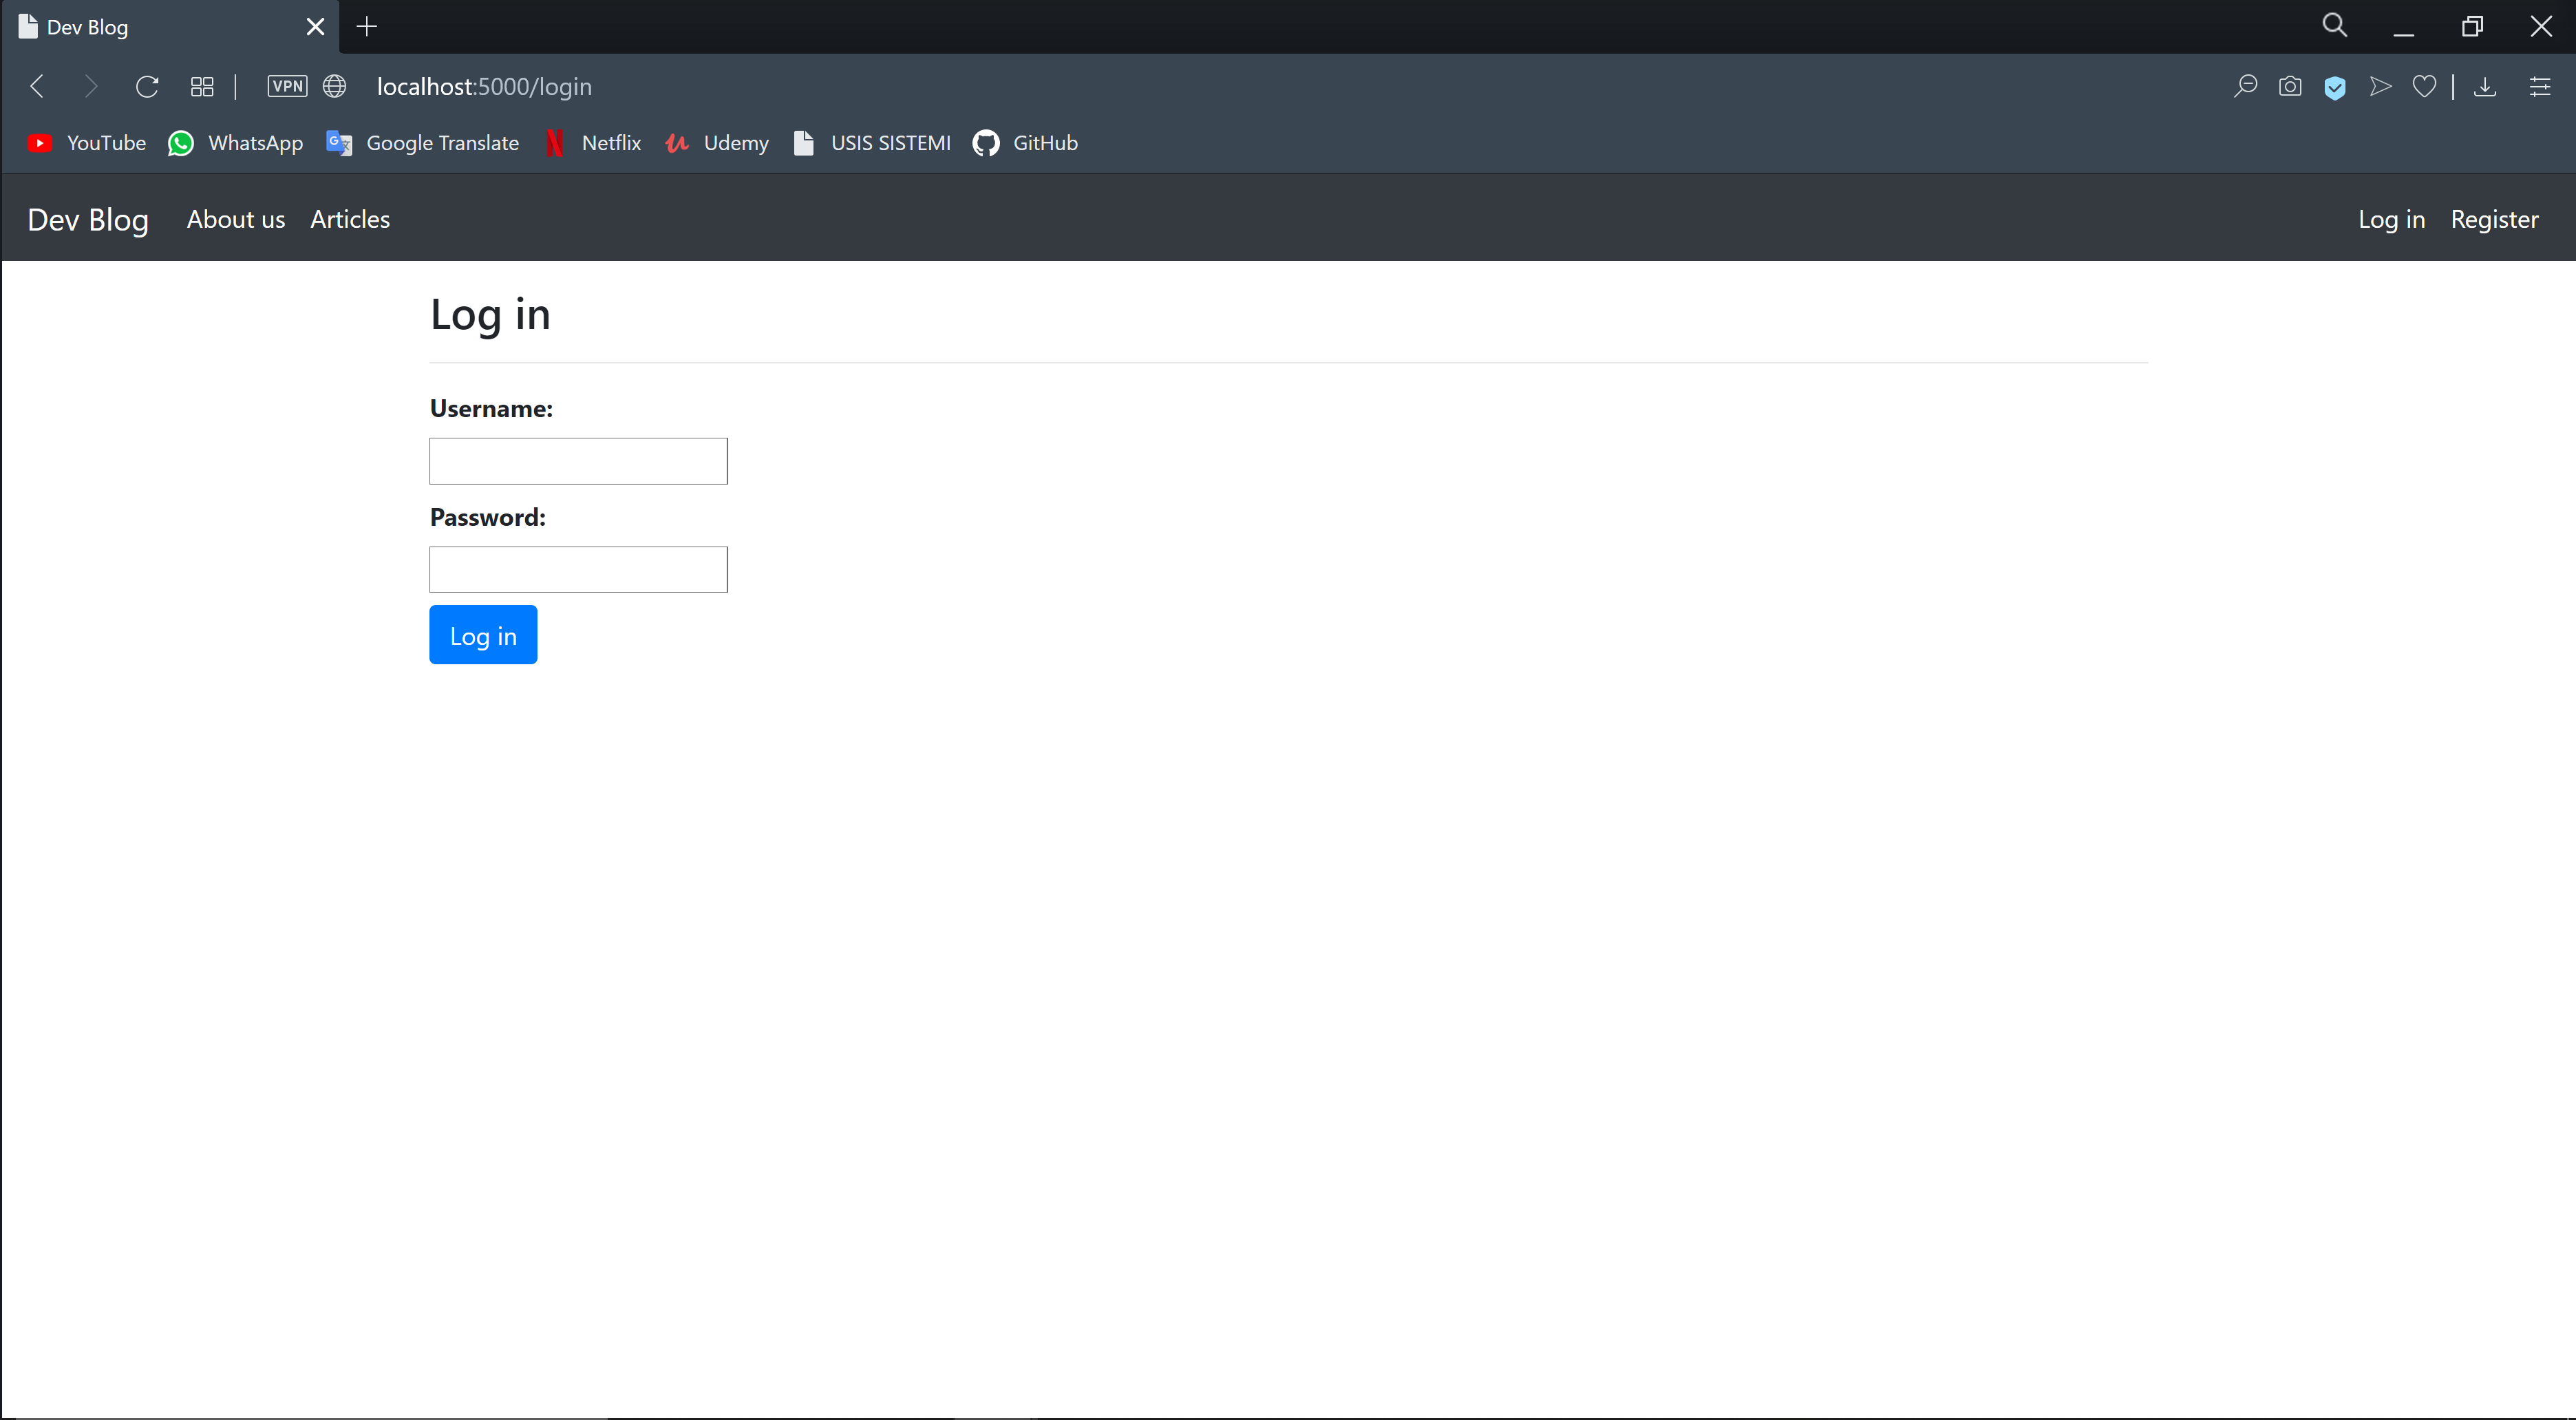 Dev Blog
VPN localhost:5000/login
YouTube WhatsApp Google Translate Netflix Udemy USIS SISTEMI GitHub
Dev Blog About us Articles Log in Register
Log in
Username:
Password:
Log in